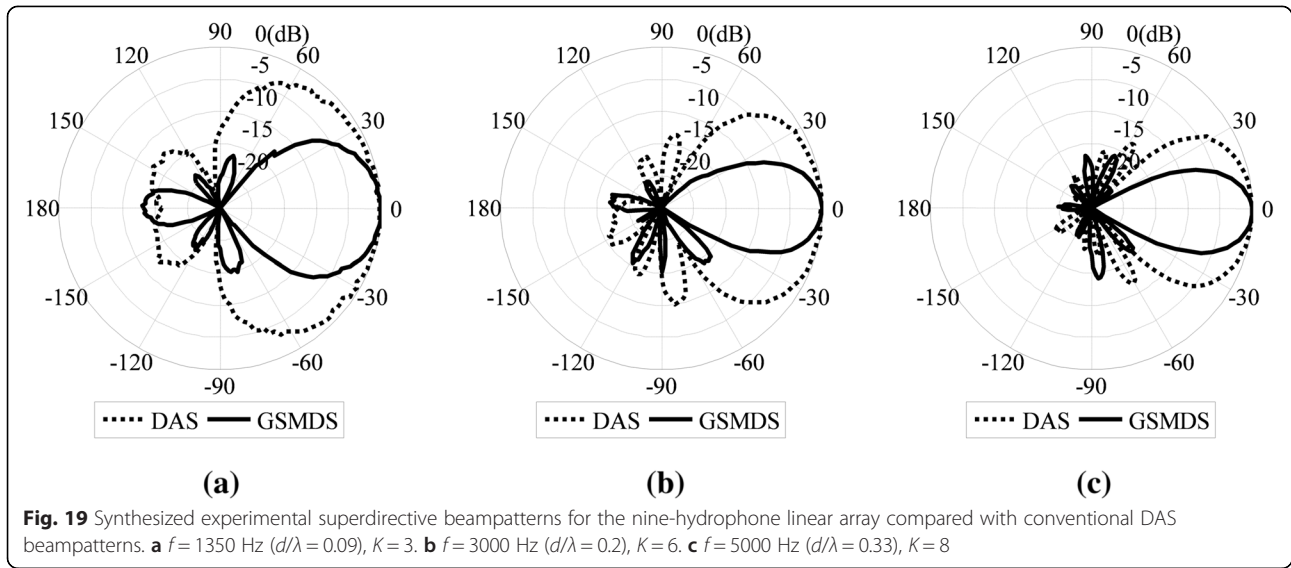 90 0(dB)
120 60
-5
-10
150 30
-15
-20
180 0
-150 -30
-120 -60
-90
DAS GSMDS
(a)
90 0(dB)
120 60
-5
-10
150 30
-15
-20
180 0
-150 -30
-120 -60
-90
DAS GSMDS
(b)
90 0(dB)
120 60
-5
-10
150 30
-15
-20
180 0
-150 -30
-120 -60
-90
DAS GSMDS
(c)
Fig. 19 Synthesized experimental superdirective beampatterns for the nine-hydrophone linear array compared with conventional DAS
beampatterns. a f = 1350 Hz (d/λ = 0.09), K = 3. b f = 3000 Hz (d/λ = 0.2), K = 6. c f = 5000 Hz (d/λ = 0.33), K = 8